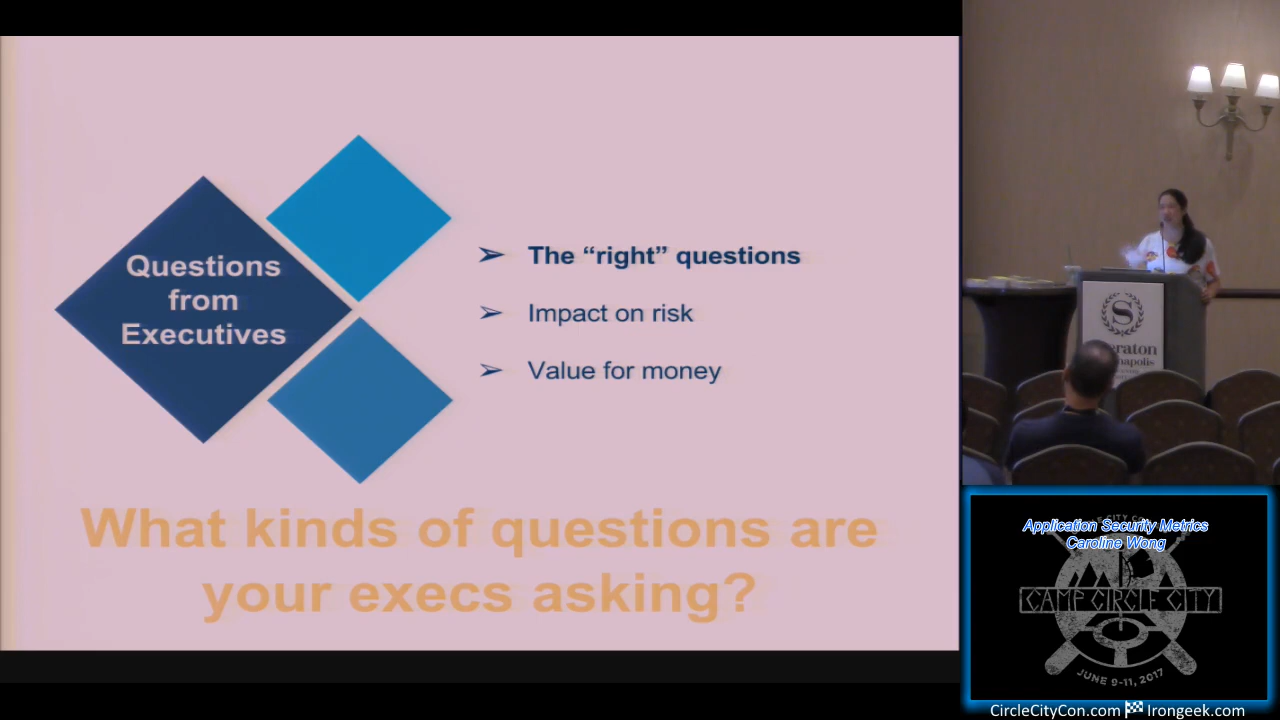 Questions
from
Executives
➢ The “right” questions
➢ Impact on risk
➢ Value for money
What kinds of questions are
your execs asking?
S
Application Security Metrics
Caroline Wong
CAMP CIRCLE CITY
JUNE 9-11, 2017
CircleCityCon.com Irongeek.com